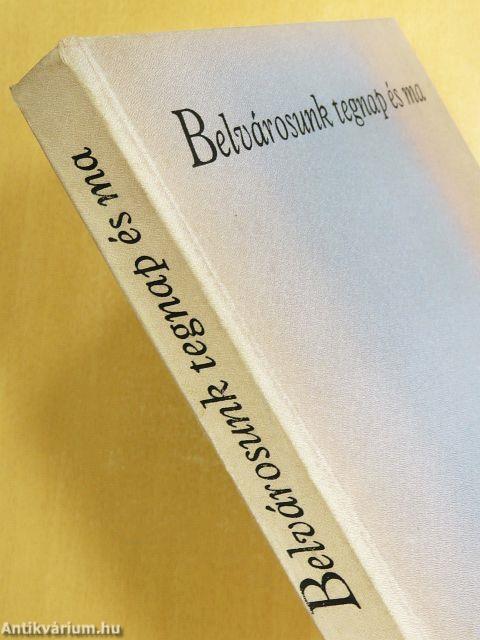 Belvárosunk tegnap és ma
Belvárosunk tegnap és ma
Antikvárium.hu